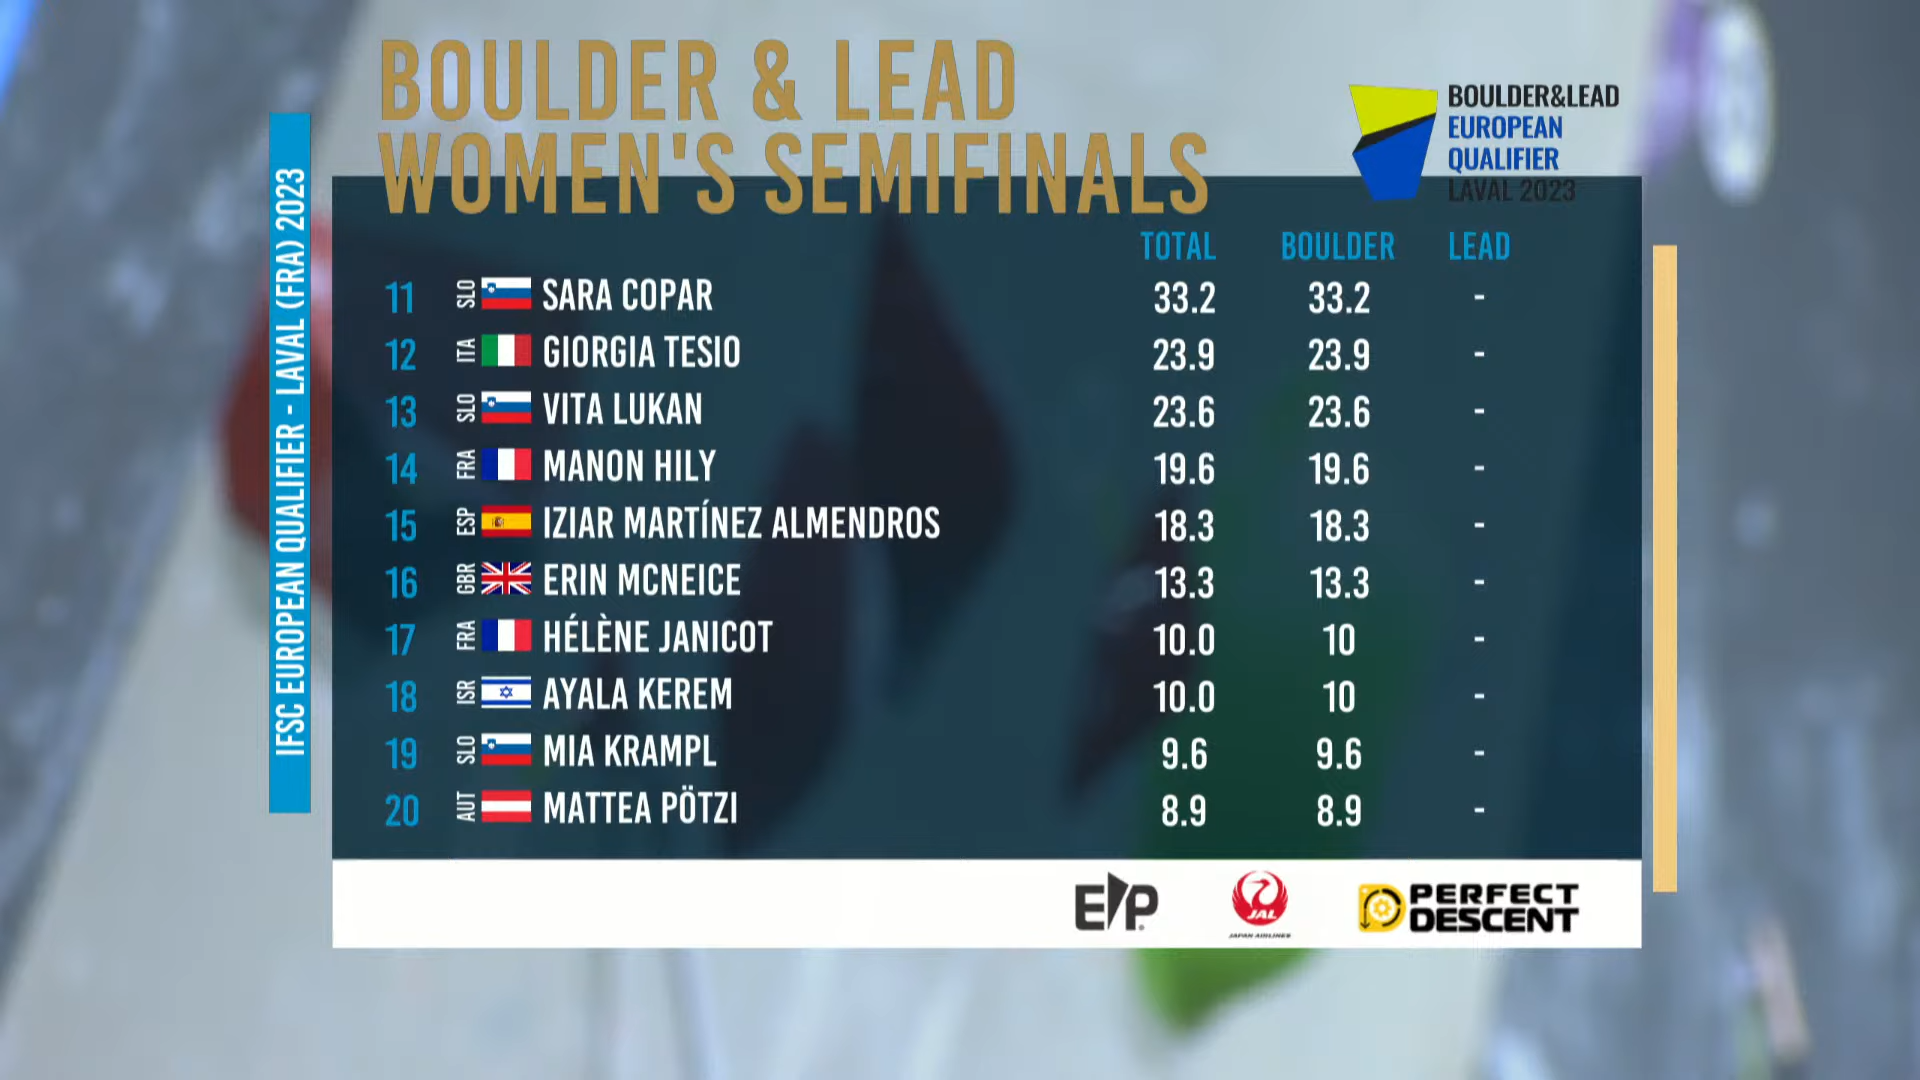 BOULDER & LEAD
WOMEN'S SEMIFINALS
BOULDER&LEAD
EUROPEAN
QUALIFIER
LAVAL 2023
IFSC EUROPEAN QUALIFIER - LAVAL (FRA) 2023
TOTAL BOULDER LEAD
11 SLO SARA COPAR 33.2 33.2 -
12 ITA GIORGIA TESIO 23.9 23.9 -
13 SLO VITA LUKAN 23.6 23.6 -
14 FRA MANON HILY 19.6 19.6 -
15 ESP IZIAR MARTÍNEZ ALMENDROS 18.3 18.3 -
16 GBR ERIN MCNEICE 13.3 13.3 -
17 FRA HÉLÈNE JANICOT 10.0 10 -
18 ISR AYALA KEREM 10.0 10 -
19 SLO MIA KRAMPL 9.6 9.6 -
20 AUT MATTEA PÖTZI 8.9 8.9 -
EP
JAL
JAPAN AIRLINES
PERFECT
DESCENT